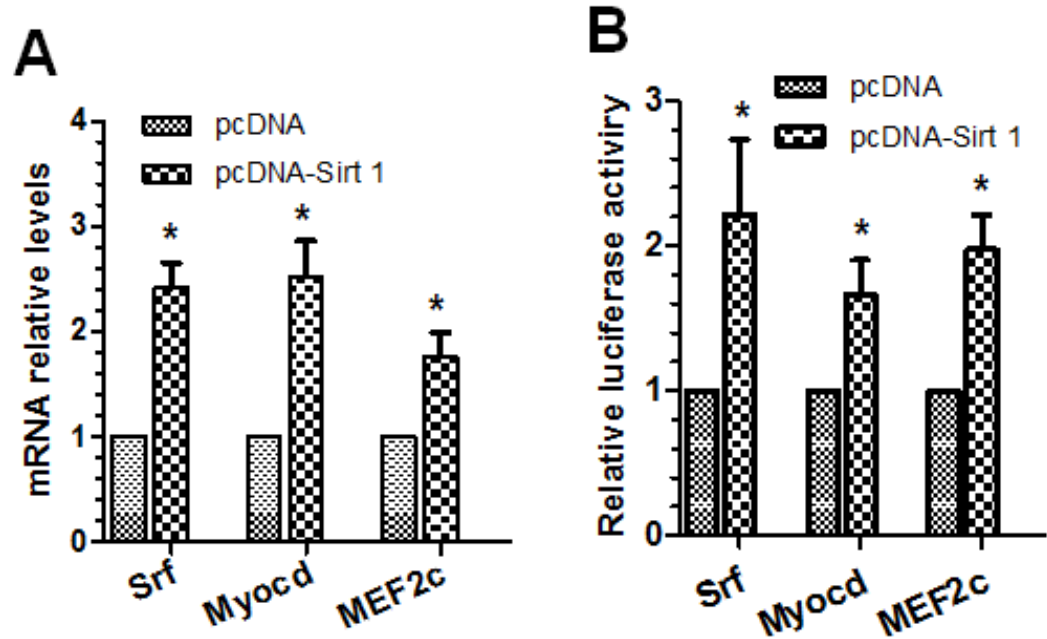 A
mRNA relative levels
4
3
2
1
0
pcDNA
pcDNA-Sirt 1
*
*
*
Srf
Myocd
MEF2c
B
Relative luciferase activiry
3
2
1
0
pcDNA
pcDNA-Sirt 1
*
*
*
Srf
Myocd
MEF2c